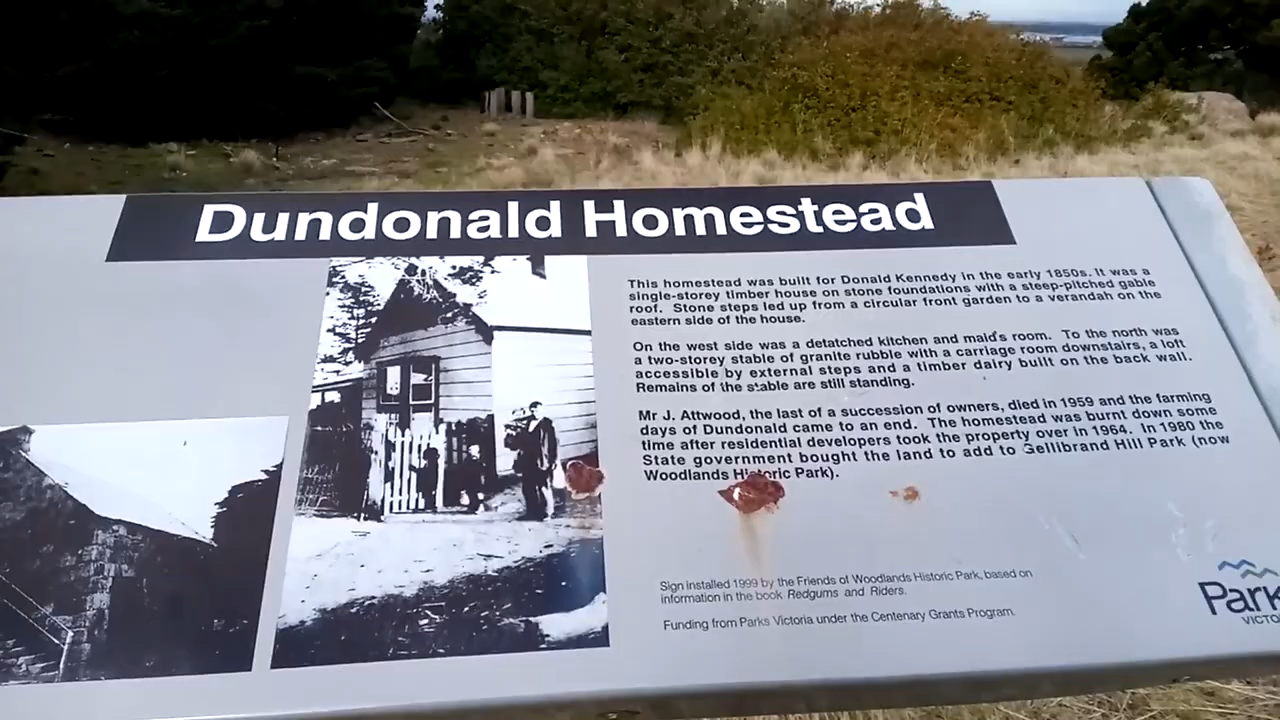 Dundonald Homestead
This homestead was built for Donald Kennedy in the early 1850s. It was a
single-storey timber house on stone foundations with a steep-pitched gable
roof. Stone steps led up from a circular front garden to a verandah on the
eastern side of the house.
On the west side was a detatched kitchen and maid's room. To the north was
a two-storey stable of granite rubble with a carriage room downstairs, a loft
accessible by external steps and a timber dairy built on the back wall.
Remains of the stable are still standing.
Mr J. Attwood, the last of a succession of owners, died in 1959 and the farming
days of Dundonald came to an end. The homestead was burnt down some
time after residential developers took the property over in 1964. In 1980 the
State government bought the land to add to Gellibrand Hill Park (now
Woodlands Historic Park).
Sign installed 1999 by the Friends of Woodlands Historic Park, based on
information in the book Redgums and Riders.
Funding from Parks Victoria under the Centenary Grants Program.
Park
VICTO